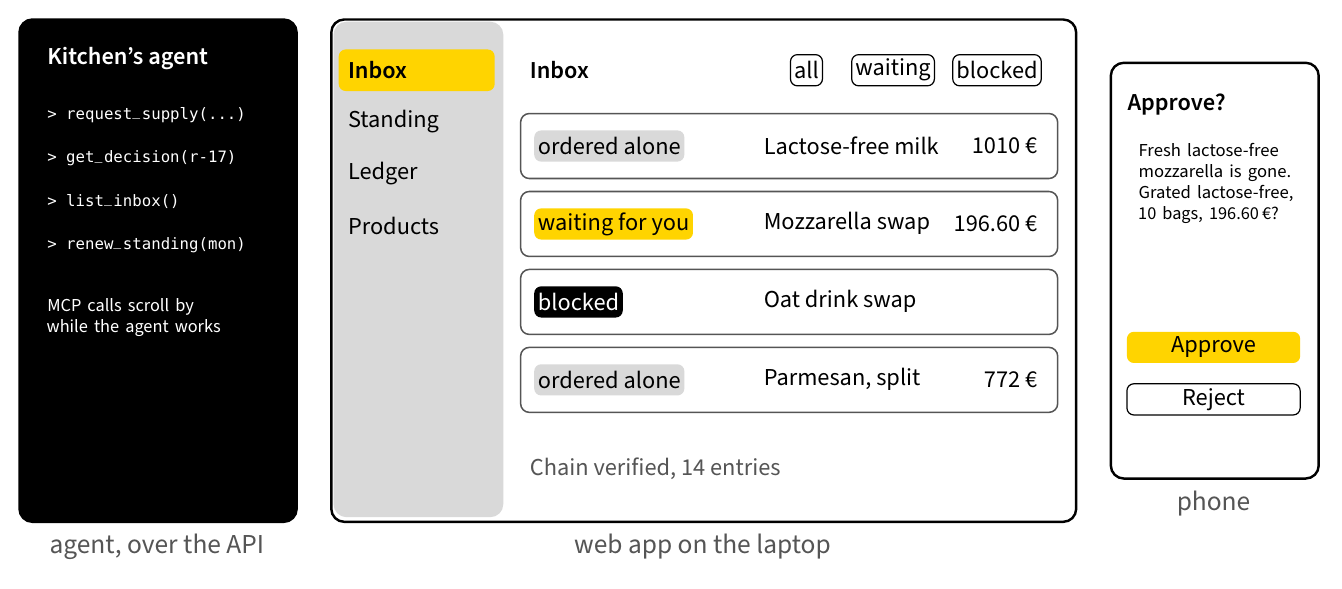 Kitchen’s agent
> request_supply(...)
> get_decision(r-17)
> list_inbox()
> renew_standing(mon)
MCP calls scroll by
while the agent works
agent, over the API
Inbox
Standing
Ledger
Products
Inbox
all
waiting
blocked
ordered alone
Lactose-free milk
1010 €
waiting for you
Mozzarella swap
196.60 €
blocked
Oat drink swap
ordered alone
Parmesan, split
772 €
Chain verified, 14 entries
web app on the laptop
Approve?
Fresh lactose-free
mozzarella is gone.
Grated lactose-free,
10 bags, 196.60 €?
Approve
Reject
phone